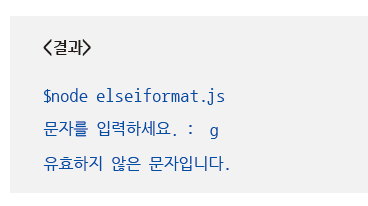 <결과>
$node elseiformat.js
문자를 입력하세요. : g
유효하지 않은 문자입니다.